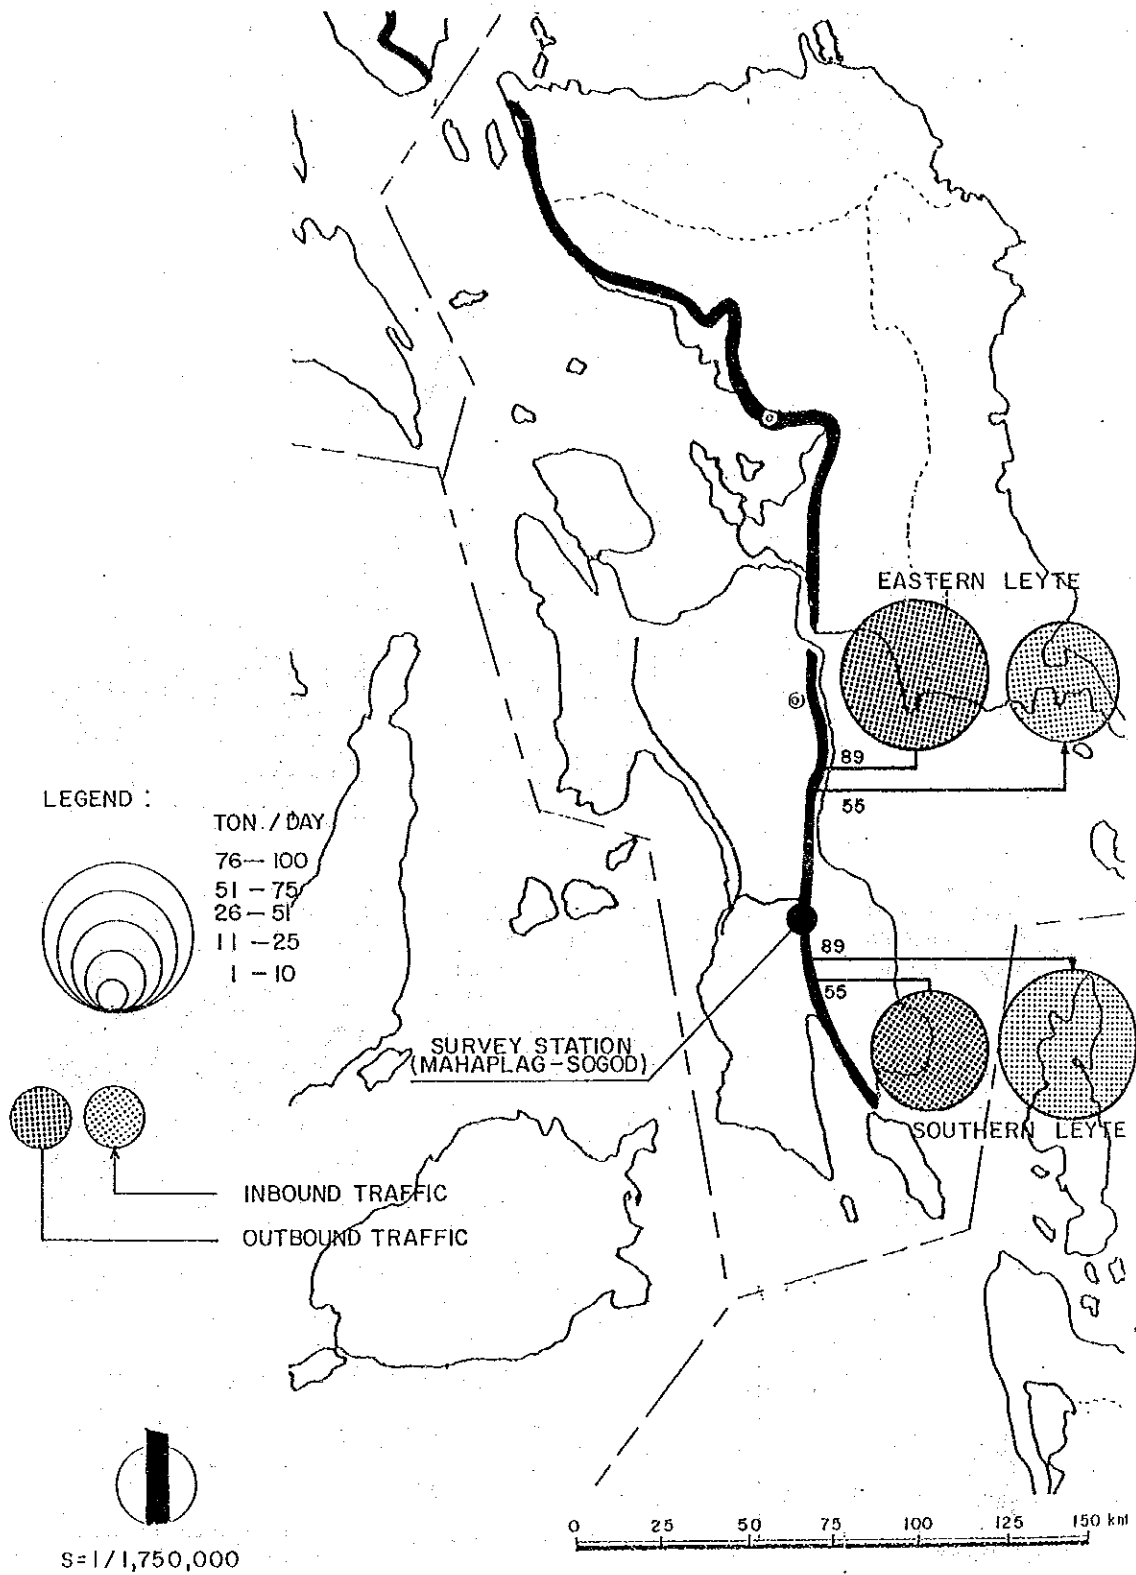 EASTERN LEYTE
89
55
LEGEND :
TON./DAY
76—100
51—75
26—51
11—25
1—10
89
55
SURVEY STATION
(MAHAPLAG-SOGOD)
SOUTHERN LEYTE
INBOUND TRAFFIC
OUTBOUND TRAFFIC
0 25 50 75 100 125 150 km
S=1/1,750,000